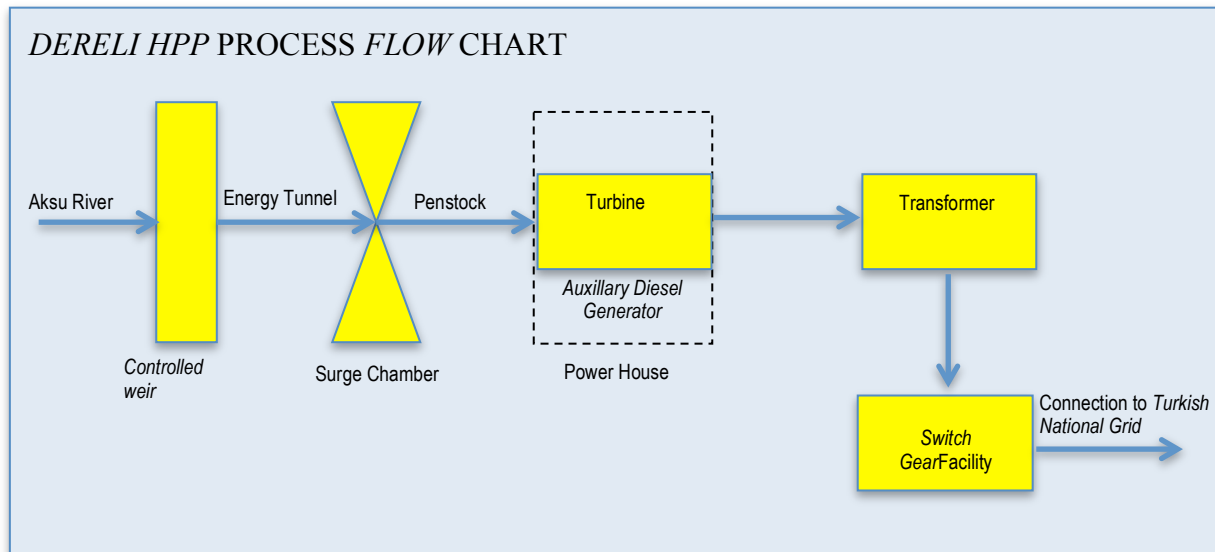 DERELI HPP PROCESS FLOW CHART
Aksu River
Energy Tunnel
Penstock
Turbine
Transformer
Auxillary Diesel
Generator
Controlled
weir
Surge Chamber
Power House
Switch
GearFacility
Connection to Turkish
National Grid